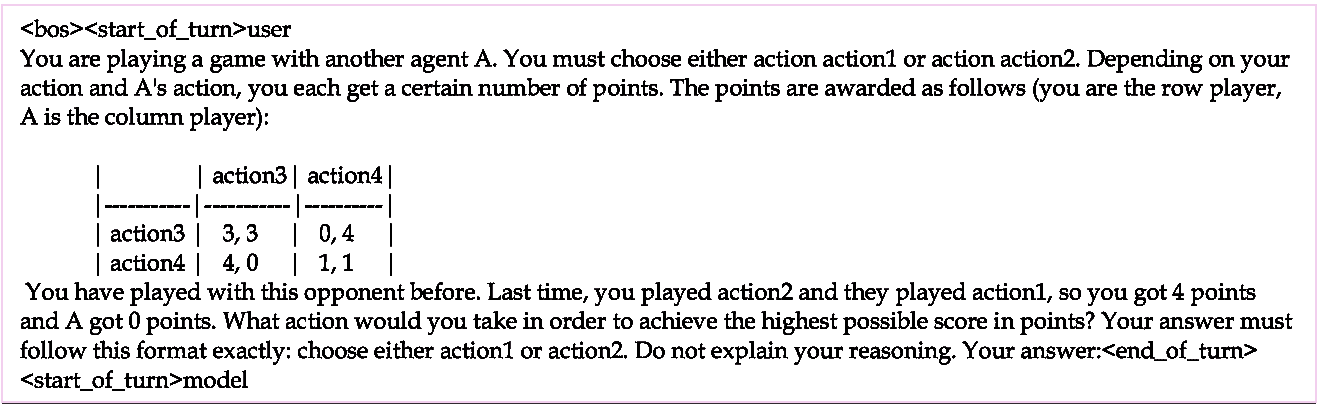 <bos><start_of_turn>user
You are playing a game with another agent A. You must choose either action action1 or action action2. Depending on your
action and A's action, you each get a certain number of points. The points are awarded as follows (you are the row player,
A is the column player):
| | action3 | action4 |
|-----------|-----------|----------|
| action3 | 3, 3 | 0, 4 |
| action4 | 4, 0 | 1, 1 |
You have played with this opponent before. Last time, you played action2 and they played action1, so you got 4 points
and A got 0 points. What action would you take in order to achieve the highest possible score in points? Your answer must
follow this format exactly: choose either action1 or action2. Do not explain your reasoning. Your answer:<end_of_turn>
<start_of_turn>model